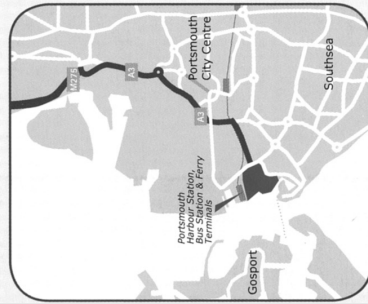 M275
A3
Portsmouth
City Centre
A3
Southsea
Portsmouth
Harbour Station,
Bus Station & Ferry
Terminals
Gosport